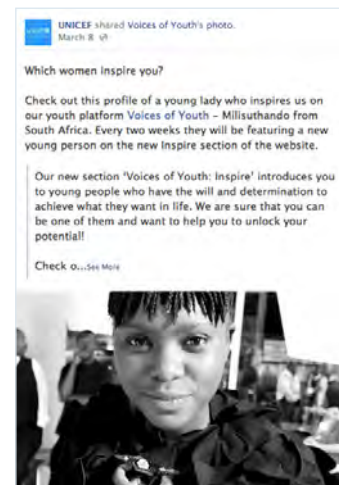 UNICEF shared Voices of Youth's photo.
March 8
Which women inspire you?
Check out this profile of a young lady who inspires us on
our youth platform Voices of Youth – Milisuthando from
South Africa. Every two weeks they will be featuring a new
young person on the new Inspire section of the website.
Our new section 'Voices of Youth: Inspire' introduces you
to young people who have the will and determination to
achieve what they want in life. We are sure that you can
be one of them and want to help you to unlock your
potential!
Check o...See More